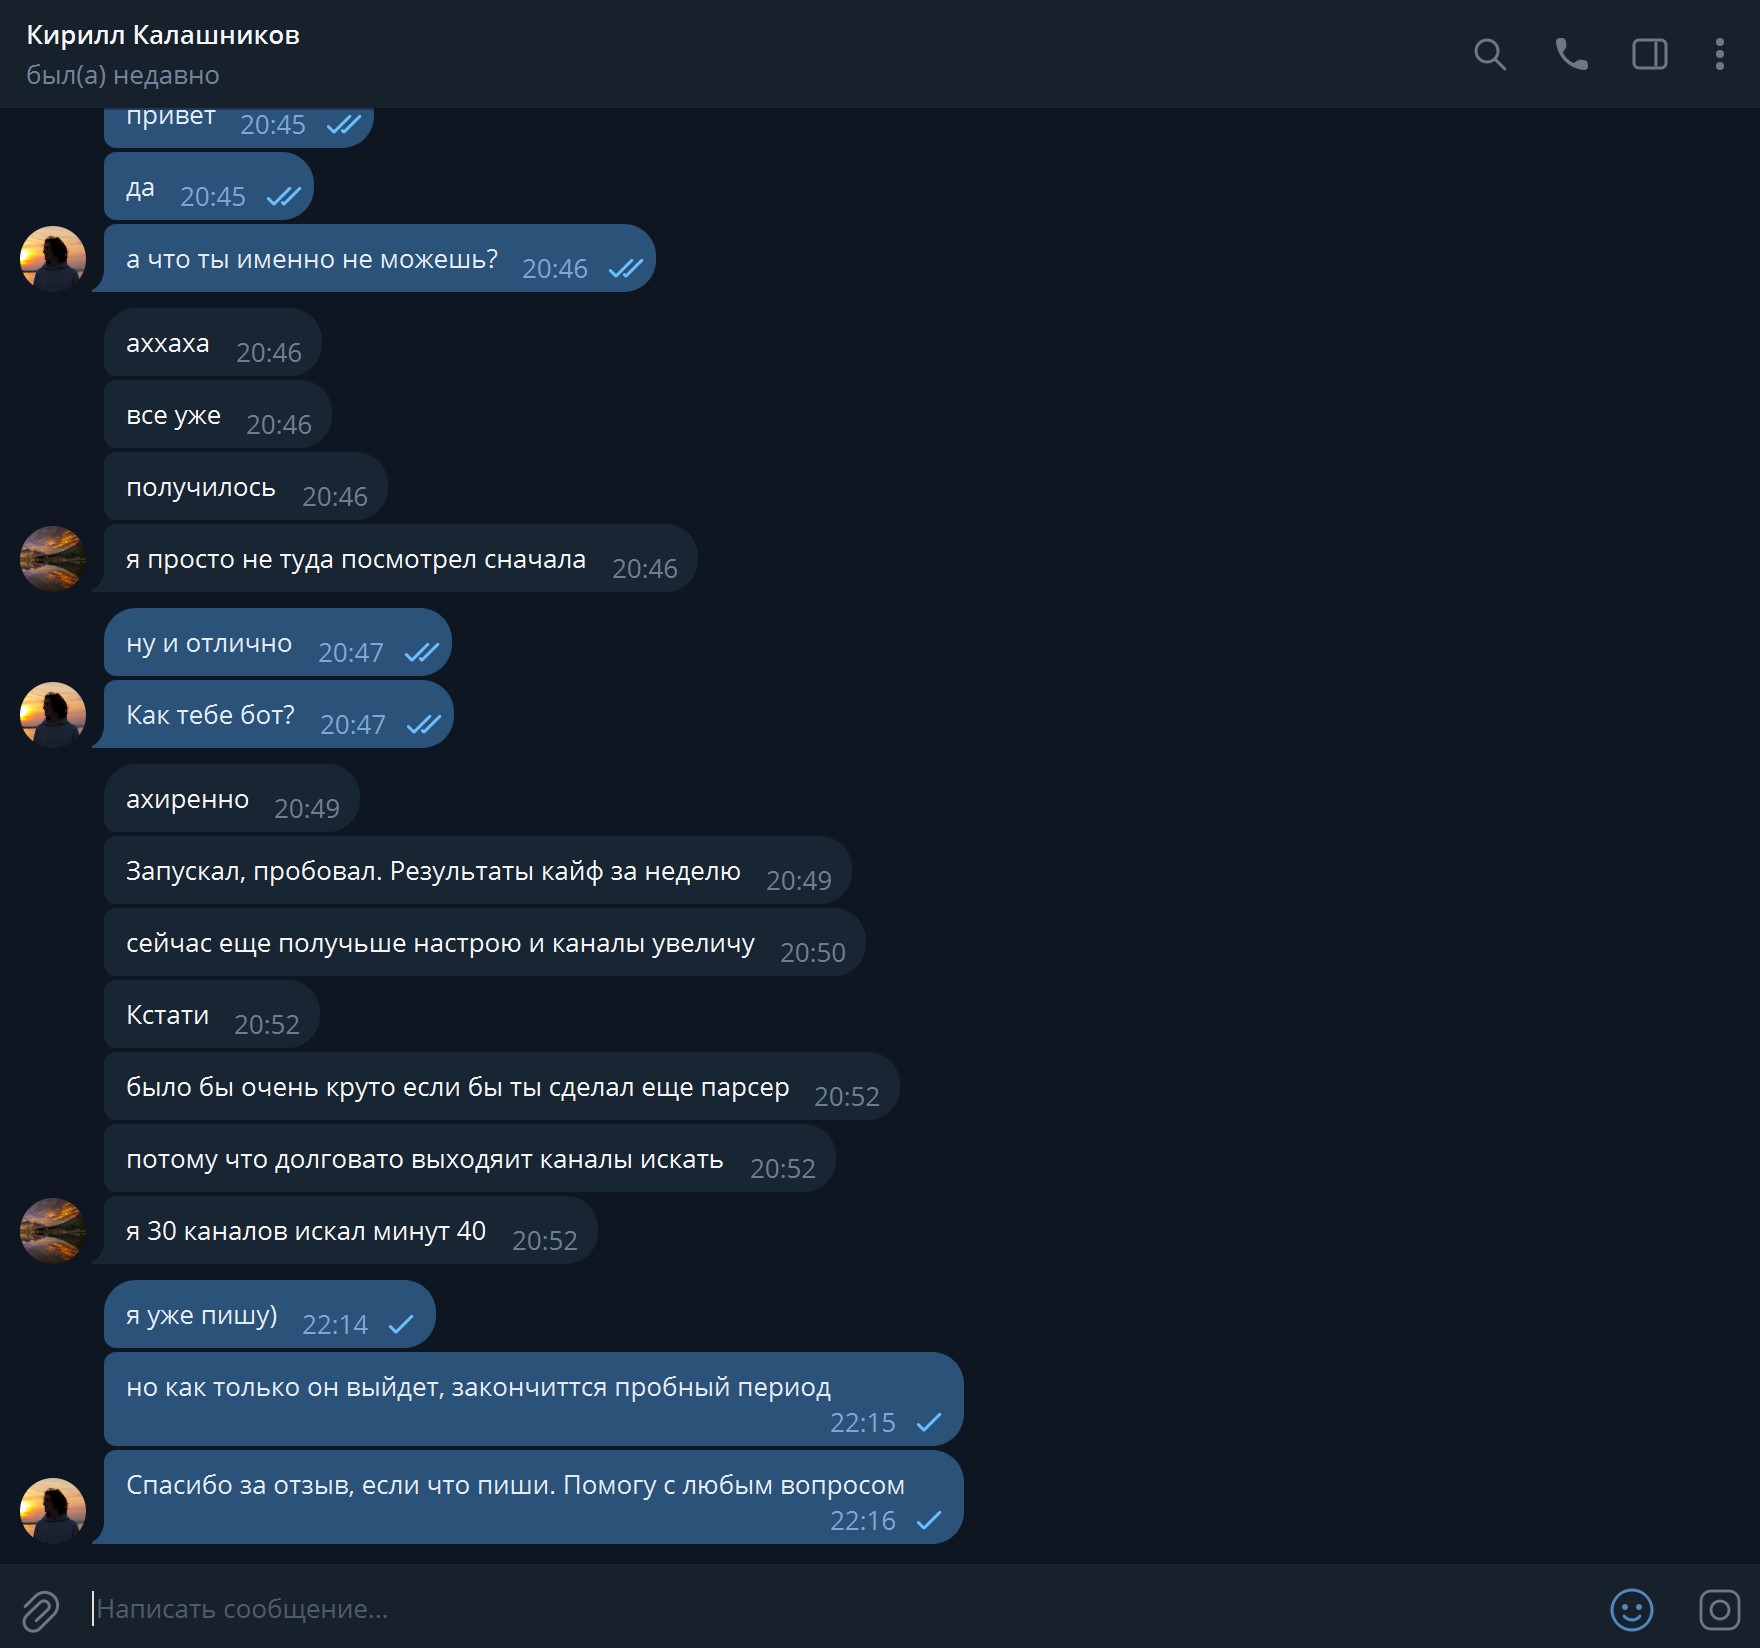 Кирилл Калашников
был(а) недавно
привет 20:45
да 20:45
а что ты именно не можешь? 20:46
аххаха 20:46
все уже 20:46
получилось 20:46
я просто не туда посмотрел сначала 20:46
ну и отлично 20:47
Как тебе бот? 20:47
ахиренно 20:49
Запускал, пробовал. Результаты кайф за неделю 20:49
сейчас еще получьше настрою и каналы увеличу 20:50
Кстати 20:52
было бы очень круто если бы ты сделал еще парсер 20:52
потому что долговато выходяит каналы искать 20:52
я 30 каналов искал минут 40 20:52
я уже пишу) 22:14
но как только он выйдет, закончиттся пробный период
22:15
Спасибо за отзыв, если что пиши. Помогу с любым вопросом
22:16
Написать сообщение...